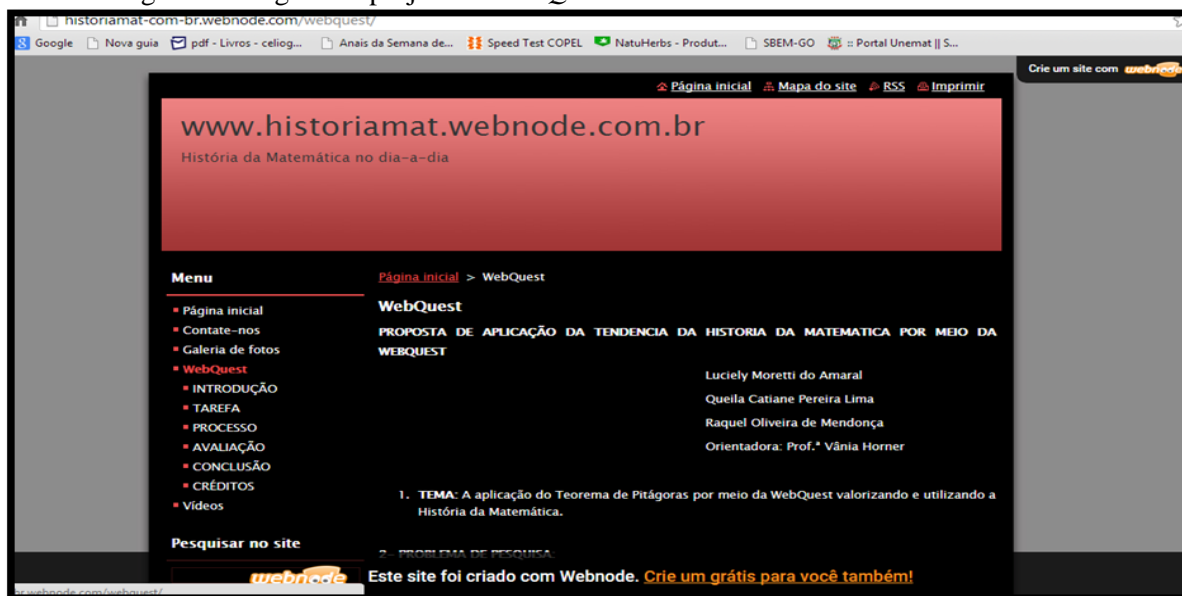 historiamat-com-br.webnode.com/webquest/
Google Nova guia pdf - Livros - celiog... Anais da Semana de... Speed Test COPEL NatuHerbs - Produt... SBEM-GO :: Portal Unemat || S...
Crie um site com webnode
Página inicial Mapa do site RSS Imprimir
www.historiamat.webnode.com.br
História da Matemática no dia-a-dia
Menu
Página inicial
Contate-nos
Galeria de fotos
WebQuest
INTRODUÇÃO
TAREFA
PROCESSO
AVALIAÇÃO
CONCLUSÃO
CRÉDITOS
Vídeos
Pesquisar no site
Página inicial > WebQuest
WebQuest
PROPOSTA DE APLICAÇÃO DA TENDENCIA DA HISTORIA DA MATEMATICA POR MEIO DA
WEBQUEST
Luciely Moretti do Amaral
Queila Catiane Pereira Lima
Raquel Oliveira de Mendonça
Orientadora: Prof.ª Vânia Horner
1. TEMA: A aplicação do Teorema de Pitágoras por meio da WebQuest valorizando e utilizando a
História da Matemática.
2- PROBLEMA DE PESQUISA:
webnode Este site foi criado com Webnode. Crie um grátis para você também!
br.webnode.com/webquest/